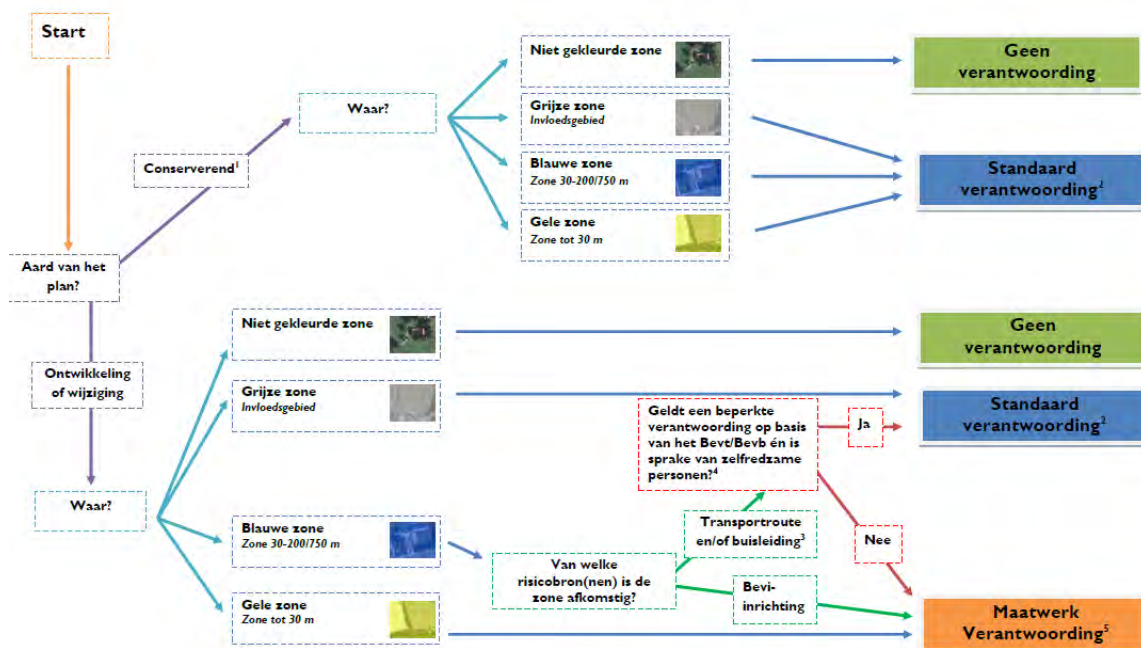 Start
Niet gekleurde zone
Geen
verantwoording
Waar?
Grijze zone
Invloedsgebied
Conserverend¹
Blauwe zone
Zone 30-200/750 m
Standaard
verantwoording²
Gele zone
Zone tot 30 m
Aard van het
plan?
Niet gekleurde zone
Geen
verantwoording
Ontwikkeling
of wijziging
Grijze zone
Invloedsgebied
Geldt een beperkte
verantwoording op basis
van het Bevt/Bevb én is
sprake van zelfredzame
personen?⁴
Ja
Standaard
verantwoording²
Waar?
Blauwe zone
Zone 30-200/750 m
Transportroute
en/of buisleiding³
Nee
Van welke
risicobron(nen) is de
zone afkomstig?
Bevi-
inrichting
Gele zone
Zone tot 30 m
Maatwerk
Verantwoording⁵